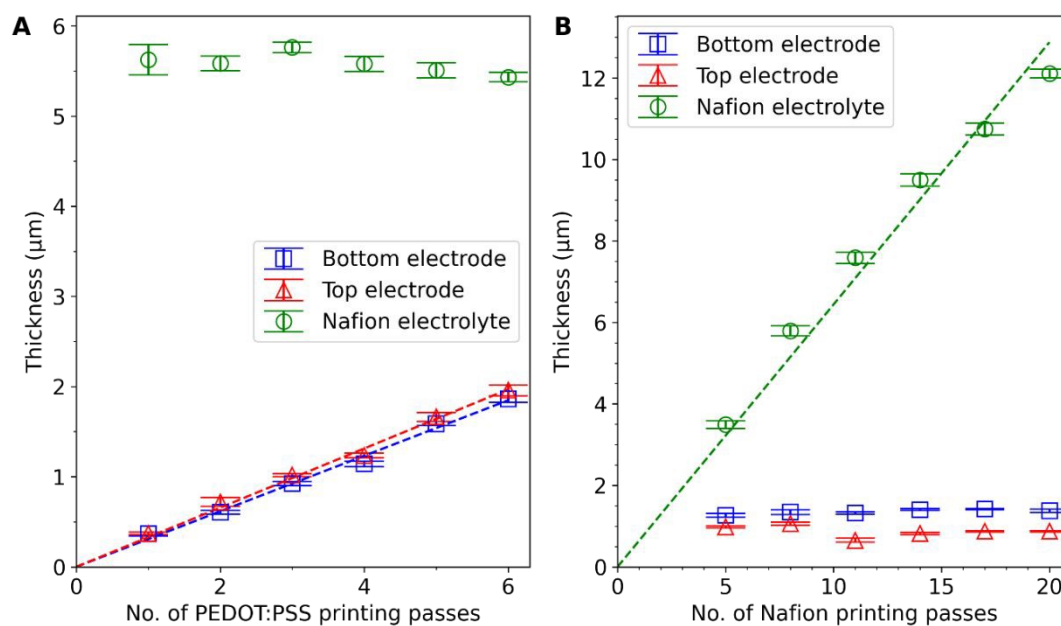 A
6
5
4
3
2
1
0
Thickness (μm)
Bottom electrode
Top electrode
Nafion electrolyte
0 2 4 6
No. of PEDOT:PSS printing passes
B
12
10
8
6
4
2
0
Thickness (μm)
Bottom electrode
Top electrode
Nafion electrolyte
0 5 10 15 20
No. of Nafion printing passes